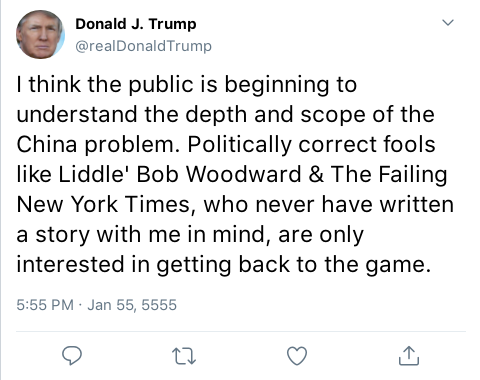 Donald J. Trump
@realDonaldTrump
I think the public is beginning to
understand the depth and scope of the
China problem. Politically correct fools
like Liddle' Bob Woodward & The Failing
New York Times, who never have written
a story with me in mind, are only
interested in getting back to the game.
5:55 PM · Jan 55, 5555